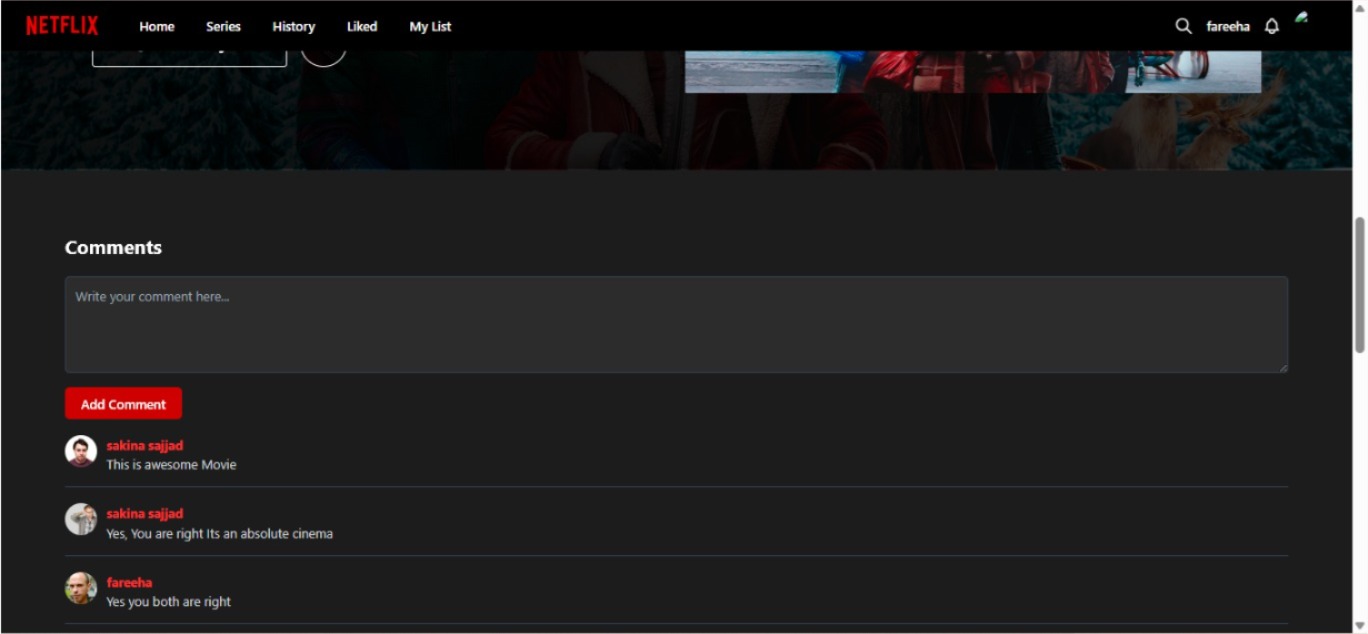 NETFLIX Home Series History Liked My List fareeha
Comments
Write your comment here...
Add Comment
sakina sajjad
This is awesome Movie
sakina sajjad
Yes, You are right Its an absolute cinema
fareeha
Yes you both are right